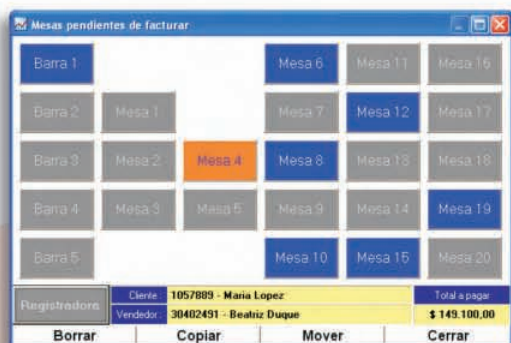 Mesas pendientes de facturar
Barra 1 Mesa 6 Mesa 11 Mesa 16
Barra 2 Mesa 1 Mesa 7 Mesa 12 Mesa 17
Barra 3 Mesa 2 Mesa 4 Mesa 8 Mesa 13 Mesa 18
Barra 4 Mesa 3 Mesa 5 Mesa 9 Mesa 14 Mesa 19
Barra 5 Mesa 10 Mesa 15 Mesa 20
Registradora
Cliente: 1057889 - Maria Lopez Total a pagar
Vendedor: 30402491 - Beatriz Duque $ 149.100,00
Borrar Copiar Mover Cerrar